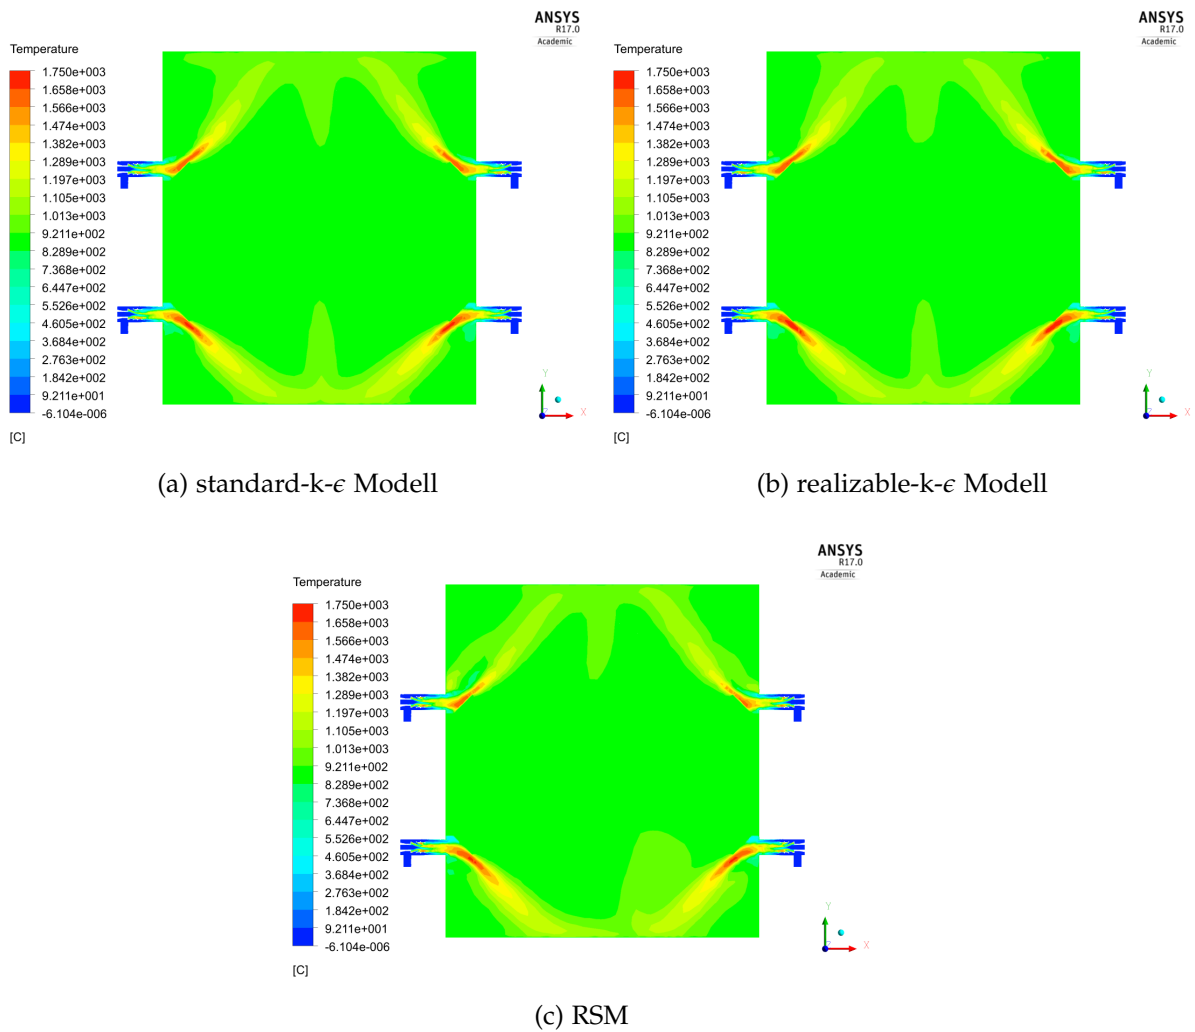 ANSYS
R17.0
Academic
Temperature
1.750e+003
1.658e+003
1.566e+003
1.474e+003
1.382e+003
1.289e+003
1.197e+003
1.105e+003
1.013e+003
9.211e+002
8.289e+002
7.368e+002
6.447e+002
5.526e+002
4.605e+002
3.684e+002
2.763e+002
1.842e+002
9.211e+001
-6.104e-006
[C]
Y
X
Z
(a) standard-k-ϵ Modell
ANSYS
R17.0
Academic
Temperature
1.750e+003
1.658e+003
1.566e+003
1.474e+003
1.382e+003
1.289e+003
1.197e+003
1.105e+003
1.013e+003
9.211e+002
8.289e+002
7.368e+002
6.447e+002
5.526e+002
4.605e+002
3.684e+002
2.763e+002
1.842e+002
9.211e+001
-6.104e-006
[C]
Y
X
Z
(b) realizable-k-ϵ Modell
ANSYS
R17.0
Academic
Temperature
1.750e+003
1.658e+003
1.566e+003
1.474e+003
1.382e+003
1.289e+003
1.197e+003
1.105e+003
1.013e+003
9.211e+002
8.289e+002
7.368e+002
6.447e+002
5.526e+002
4.605e+002
3.684e+002
2.763e+002
1.842e+002
9.211e+001
-6.104e-006
[C]
Y
X
Z
(c) RSM